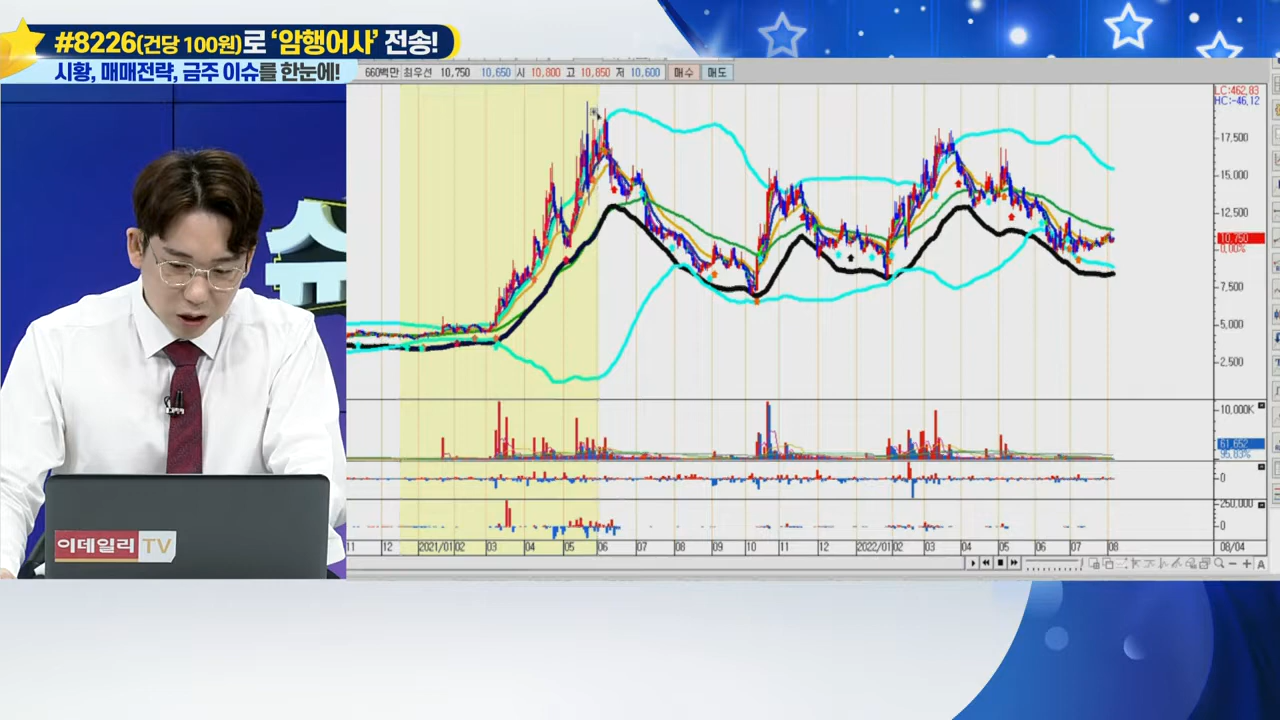 #8226(건당 100원)로 '암행어사' 전송!
시황, 매매전략, 금주 이슈를 한눈에!
660백만 최우선 10,750 10,650 시 10,800 고 10,850 저 10,600 매수 매도
LC:462.83
HC:-46.12
17,500
15,000
12,500
10,750
0.00%
7,500
5,000
2,500
10,000K
61,652
95.83%
0
250,000
0
11 12 2021/01 02 03 04 05 06 07 08 09 10 11 12 2022/01 02 03 04 05 06 07 08 08/04
슈
이데일리 TV